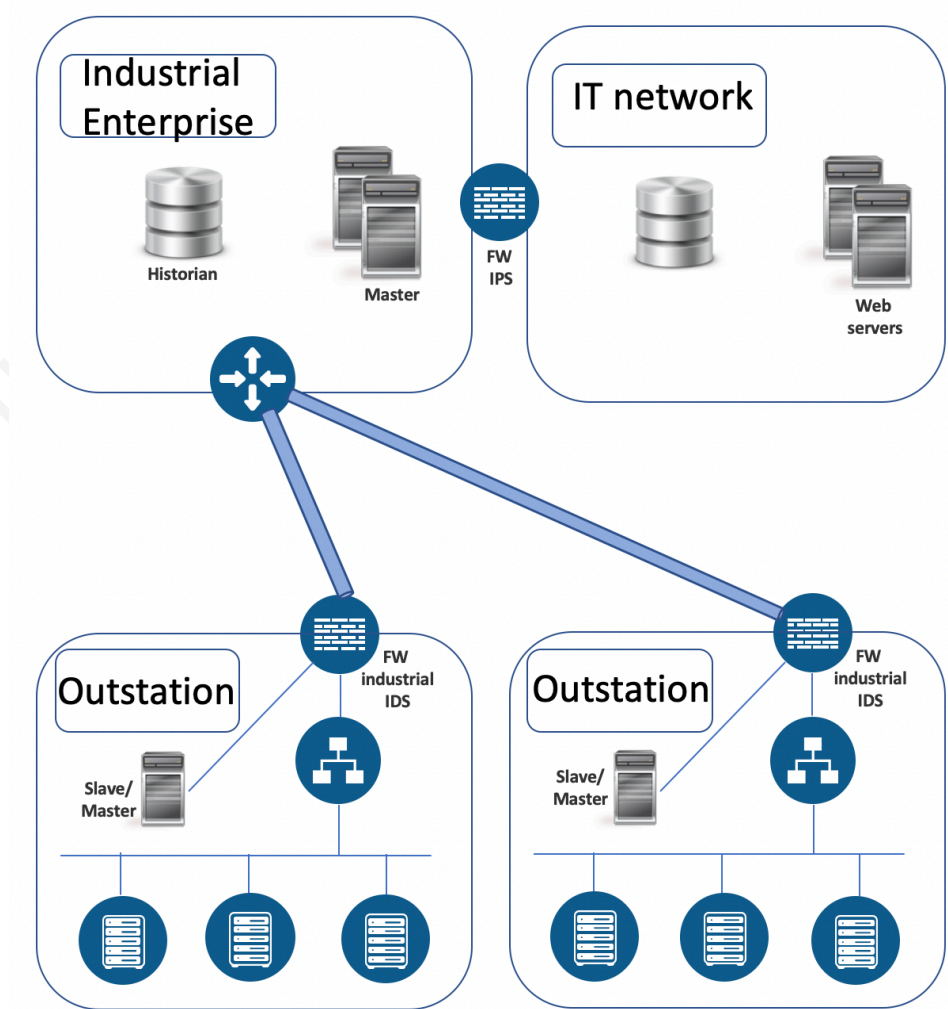 Industrial
Enterprise
IT network
Historian
Master
FW
IPS
Web
servers
Outstation
FW
industrial
IDS
Slave/
Master
Outstation
FW
industrial
IDS
Slave/
Master